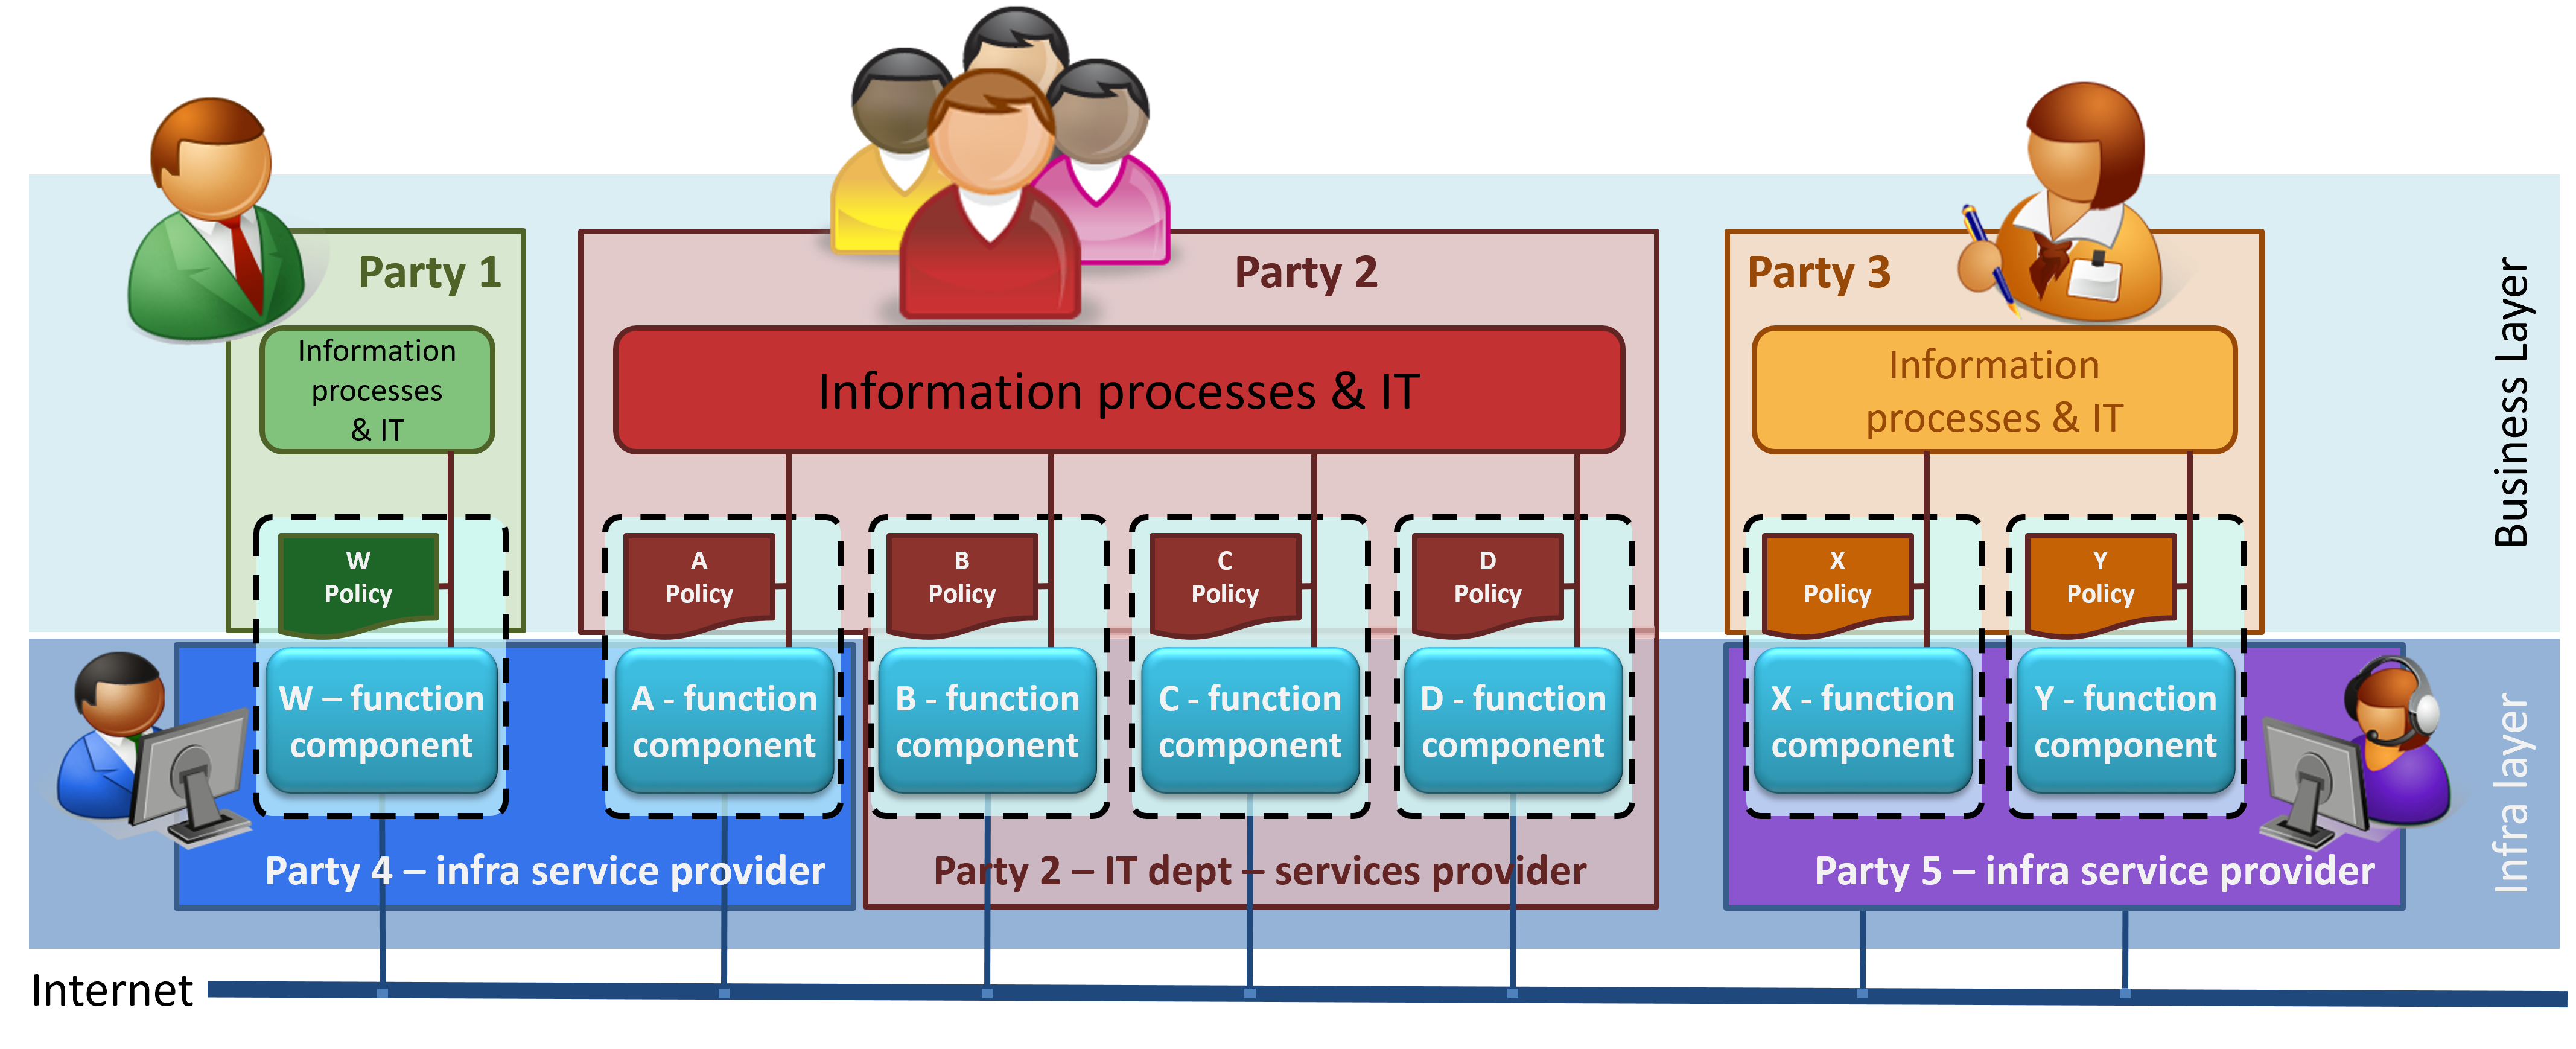 Party 1
Party 2
Party 3
Information
processes
& IT
Information processes & IT
Information
processes & IT
Business Layer
W
Policy
A
Policy
B
Policy
C
Policy
D
Policy
X
Policy
Y
Policy
W – function
component
A - function
component
B - function
component
C - function
component
D - function
component
X - function
component
Y - function
component
Infra layer
Party 4 – infra service provider
Party 2 – IT dept – services provider
Party 5 – infra service provider
Internet